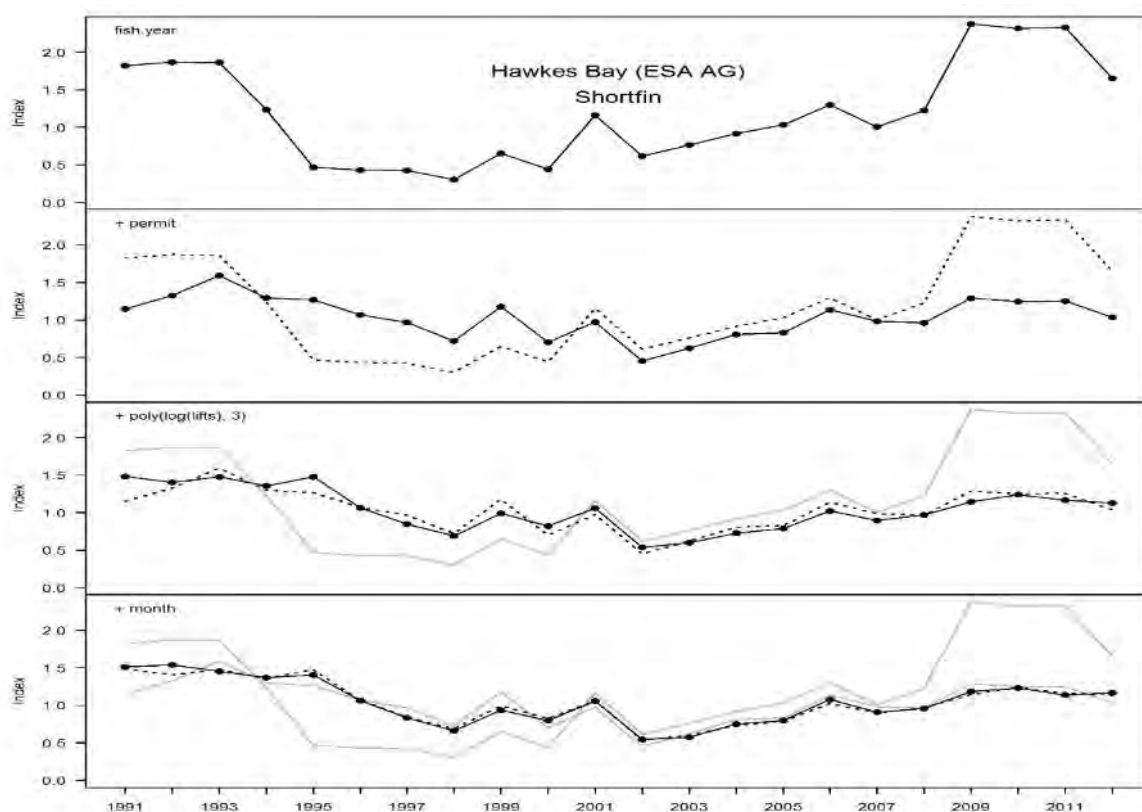 fish.year
Hawkes Bay (ESA AG)
Shortfin
Index
2.0
1.5
1.0
0.5
0.0
+ permit
Index
2.0
1.5
1.0
0.5
0.0
+ poly(log(lifts), 3)
Index
2.0
1.5
1.0
0.5
0.0
+ month
Index
2.0
1.5
1.0
0.5
0.0
1991 1993 1995 1997 1999 2001 2003 2005 2007 2009 2011